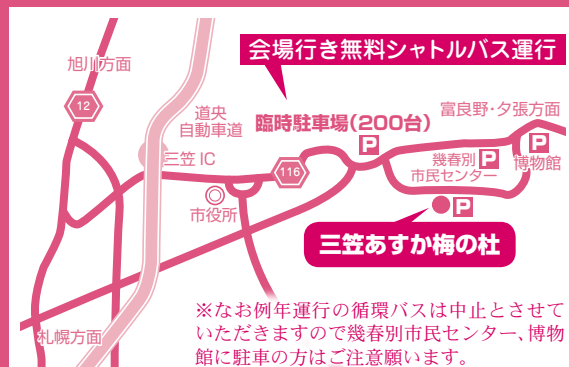 会場行き無料シャトルバス運行
旭川方面
12
道央
自動車道
臨時駐車場(200台)
富良野・夕張方面
P
P
三笠 IC
116
幾春別
市民センター
P
博物館
市役所
P
三笠あすか梅の杜
札幌方面
※なお例年運行の循環バスは中止とさせて
いただきますので幾春別市民センター、博物
館に駐車の方はご注意願います。